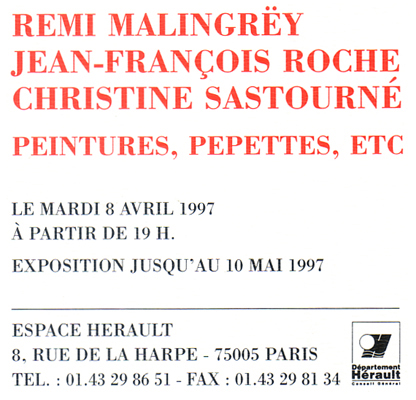 REMI MALINGRËY
JEAN-FRANÇOIS ROCHE
CHRISTINE SASTOURNÉ
PEINTURES, PEPETTES, ETC
LE MARDI 8 AVRIL 1997
À PARTIR DE 19 H.
EXPOSITION JUSQU'AU 10 MAI 1997
ESPACE HERAULT
8, RUE DE LA HARPE - 75005 PARIS
TEL. : 01.43 29 86 51 - FAX : 01.43 29 81 34
Département
Hérault
Conseil Général